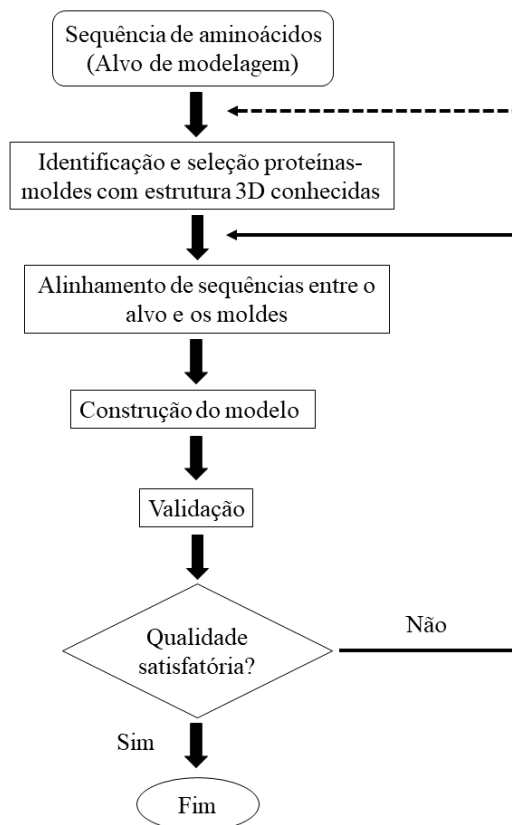 Sequência de aminoácidos
(Alvo de modelagem)
Identificação e seleção proteínas-
moldes com estrutura 3D conhecidas
Alinhamento de sequências entre o
alvo e os moldes
Construção do modelo
Validação
Qualidade
satisfatória?
Não
Sim
Fim